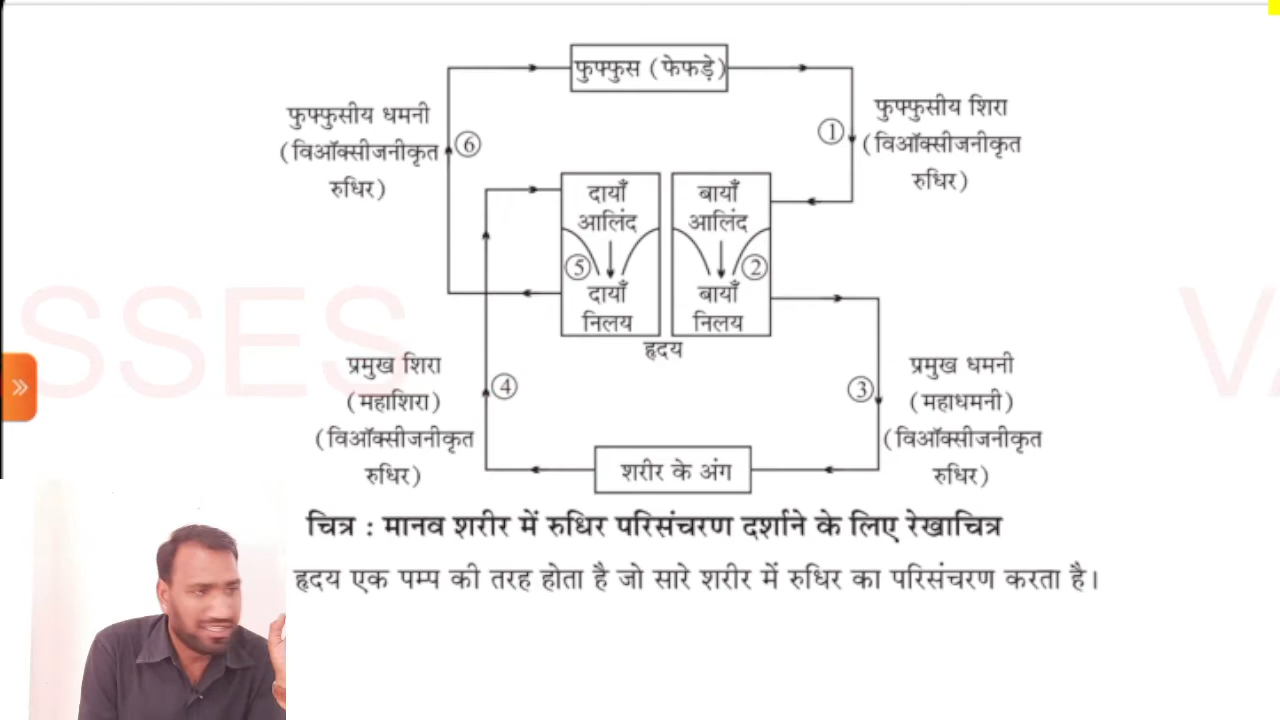 फुफ्फुस (फेफड़े)
फुफ्फुसीय धमनी
(विऑक्सीजनीकृत
रुधिर)
⑥
①
फुफ्फुसीय शिरा
(विऑक्सीजनीकृत
रुधिर)
दायाँ
आलिंद
⑤
दायाँ
निलय
बायाँ
आलिंद
②
बायाँ
निलय
हृदय
प्रमुख शिरा
(महाशिरा)
(विऑक्सीजनीकृत
रुधिर)
④
③
प्रमुख धमनी
(महाधमनी)
(विऑक्सीजनीकृत
रुधिर)
शरीर के अंग
चित्र : मानव शरीर में रुधिर परिसंचरण दर्शाने के लिए रेखाचित्र
हृदय एक पम्प की तरह होता है जो सारे शरीर में रुधिर का परिसंचरण करता है।
SSES
VA